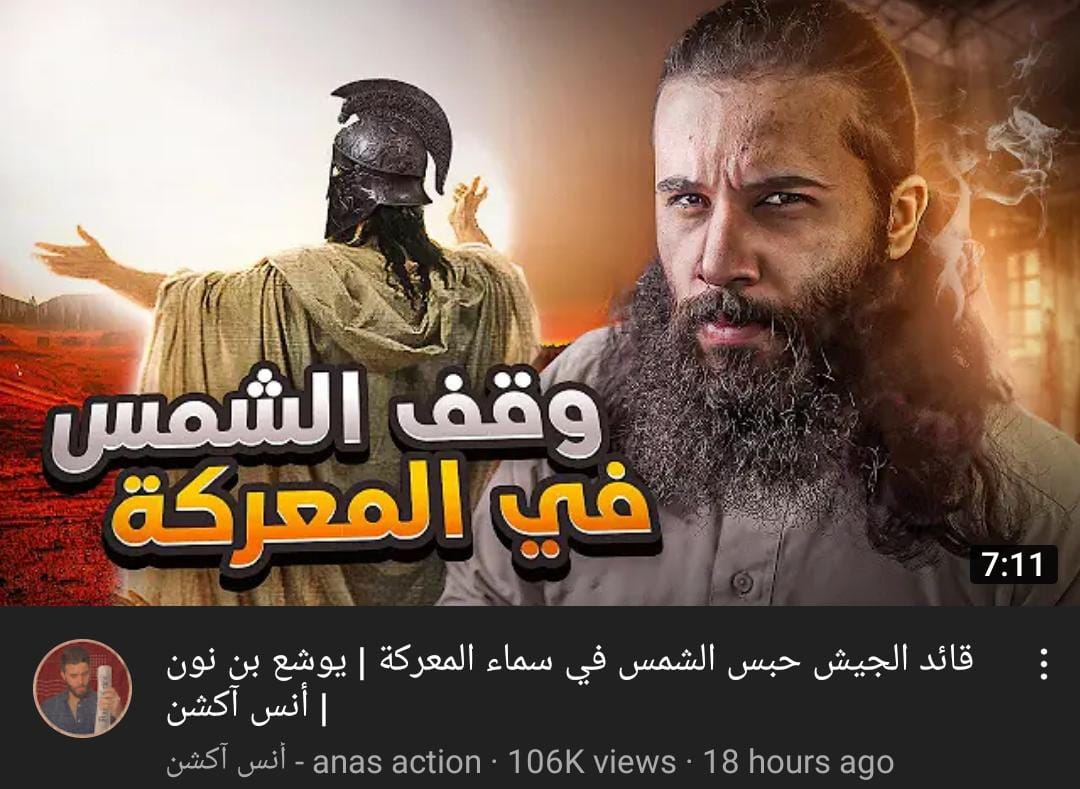 وقف الشمس
في المعركة
7:11
قائد الجيش حبس الشمس في سماء المعركة | يوشع بن نون
| أنس آكشن
أنس آكشن - anas action · 106K views · 18 hours ago